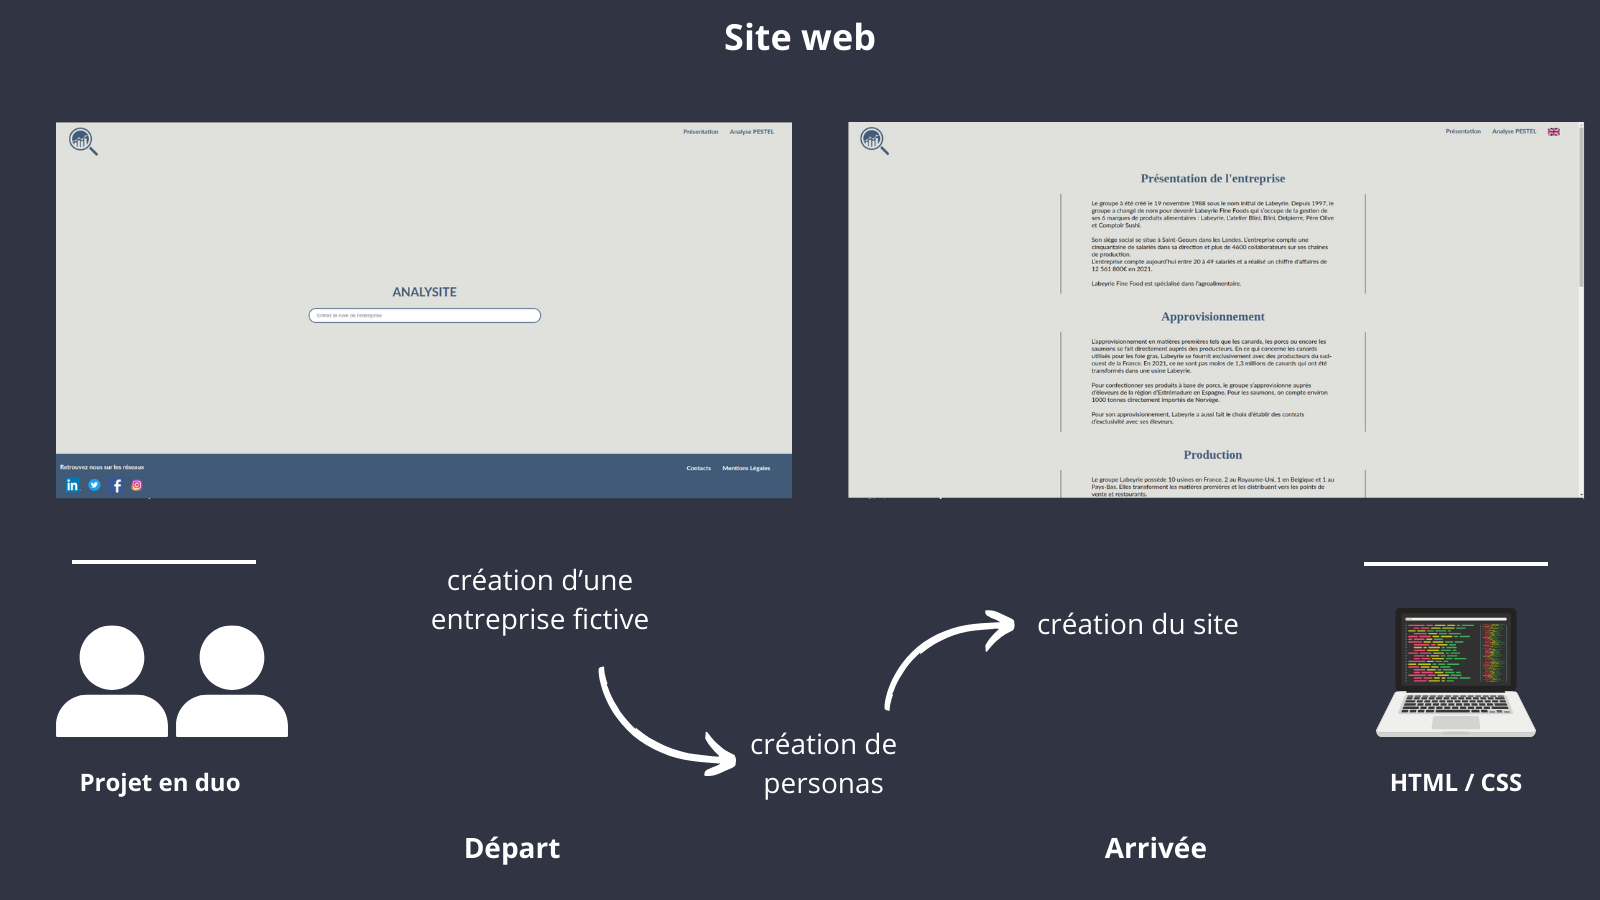 Site web
Présentation Analyse PESTEL
ANALYSITE
Entrez le nom de l'entreprise
Retrouvez nous sur les réseaux
Contacts Mentions Légales
Présentation Analyse PESTEL
Présentation de l'entreprise
Le groupe à été créé le 19 novembre 1988 sous le nom initial de Labeyrie. Depuis 1997, le
groupe a changé de nom pour devenir Labeyrie Fine Foods qui s'occupe de la gestion de
ses 6 marques de produits alimentaires : Labeyrie, L'atelier Blini, Blini, Delpierre, Père Olive
et Comptoir Sushi.
Son siège social se situe à Saint-Geours dans les Landes. L'entreprise compte une
cinquantaine de salariés dans sa direction et plus de 4600 collaborateurs sur ses chaines
de production.
L'entreprise compte aujourd'hui entre 20 à 49 salariés et a réalisé un chiffre d'affaires de
12 561 800€ en 2021.
Labeyrie Fine Food est spécialisé dans l'agroalimentaire.
Approvisionnement
L'approvisionnement en matières premières tels que les canards, les porcs ou encore les
saumons se fait directement auprès des producteurs. En ce qui concerne les canards
utilisés pour les foie gras, Labeyrie se fournit exclusivement avec des producteurs du sud-
ouest de la France. En 2021, ce ne sont pas moins de 1,3 millions de canards qui ont été
transformés dans une usine Labeyrie.
Pour confectionner ses produits à base de porcs, le groupe s'approvisionne auprès
d'éleveurs de la région d'Estrémadure en Espagne. Pour les saumons, on compte environ
1000 tonnes directement importés de Norvège.
Pour son approvisionnement, Labeyrie a aussi fait le choix d'établir des contrats
d'exclusivité avec ses éleveurs.
Production
Le groupe Labeyrie possède 10 usines en France, 2 au Royaume-Uni, 1 en Belgique et 1 au
Pays-Bas. Elles transforment les matières premières et les distribuent vers les points de
vente et restaurants.
création d'une
entreprise fictive
création du site
création de
personas
Projet en duo
HTML / CSS
Départ
Arrivée